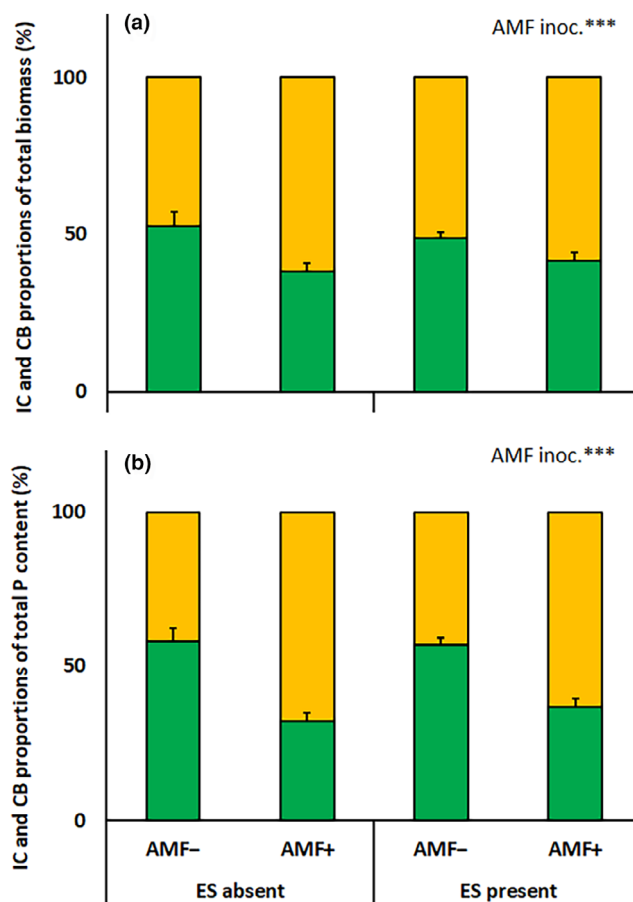 (a)
AMF inoc.***
IC and CB proportions of total biomass (%)
100
50
0
(b)
AMF inoc.***
IC and CB proportions of total P content (%)
100
50
0
AMF− AMF+ AMF− AMF+
ES absent ES present